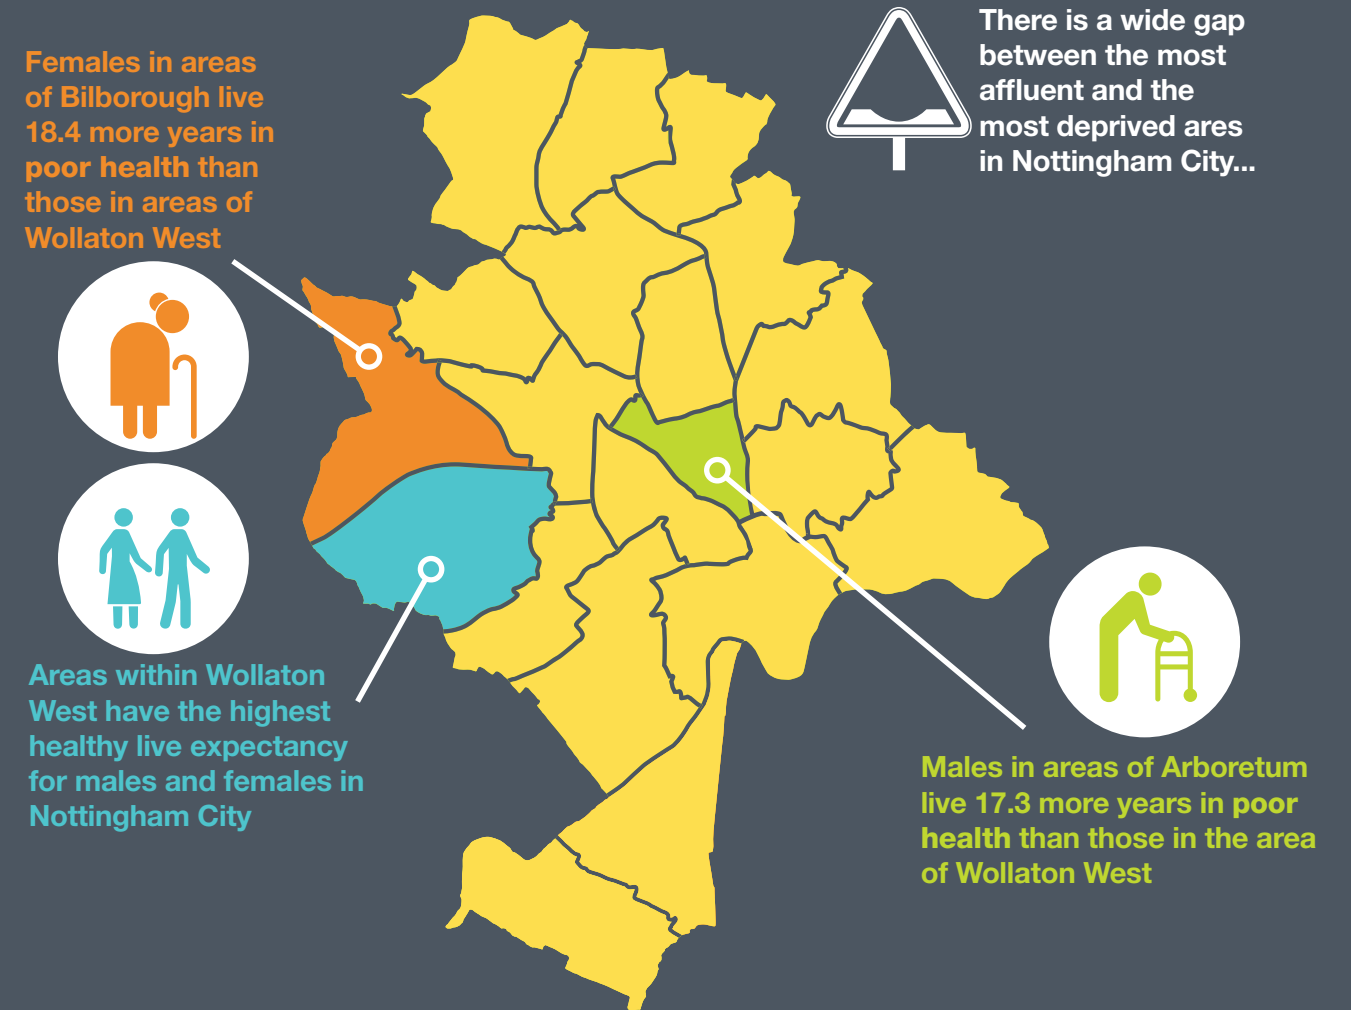 Females in areas
of Bilborough live
18.4 more years in
poor health than
those in areas of
Wollaton West
There is a wide gap
between the most
affluent and the
most deprived ares
in Nottingham City...
Areas within Wollaton
West have the highest
healthy live expectancy
for males and females in
Nottingham City
Males in areas of Arboretum
live 17.3 more years in poor
health than those in the area
of Wollaton West